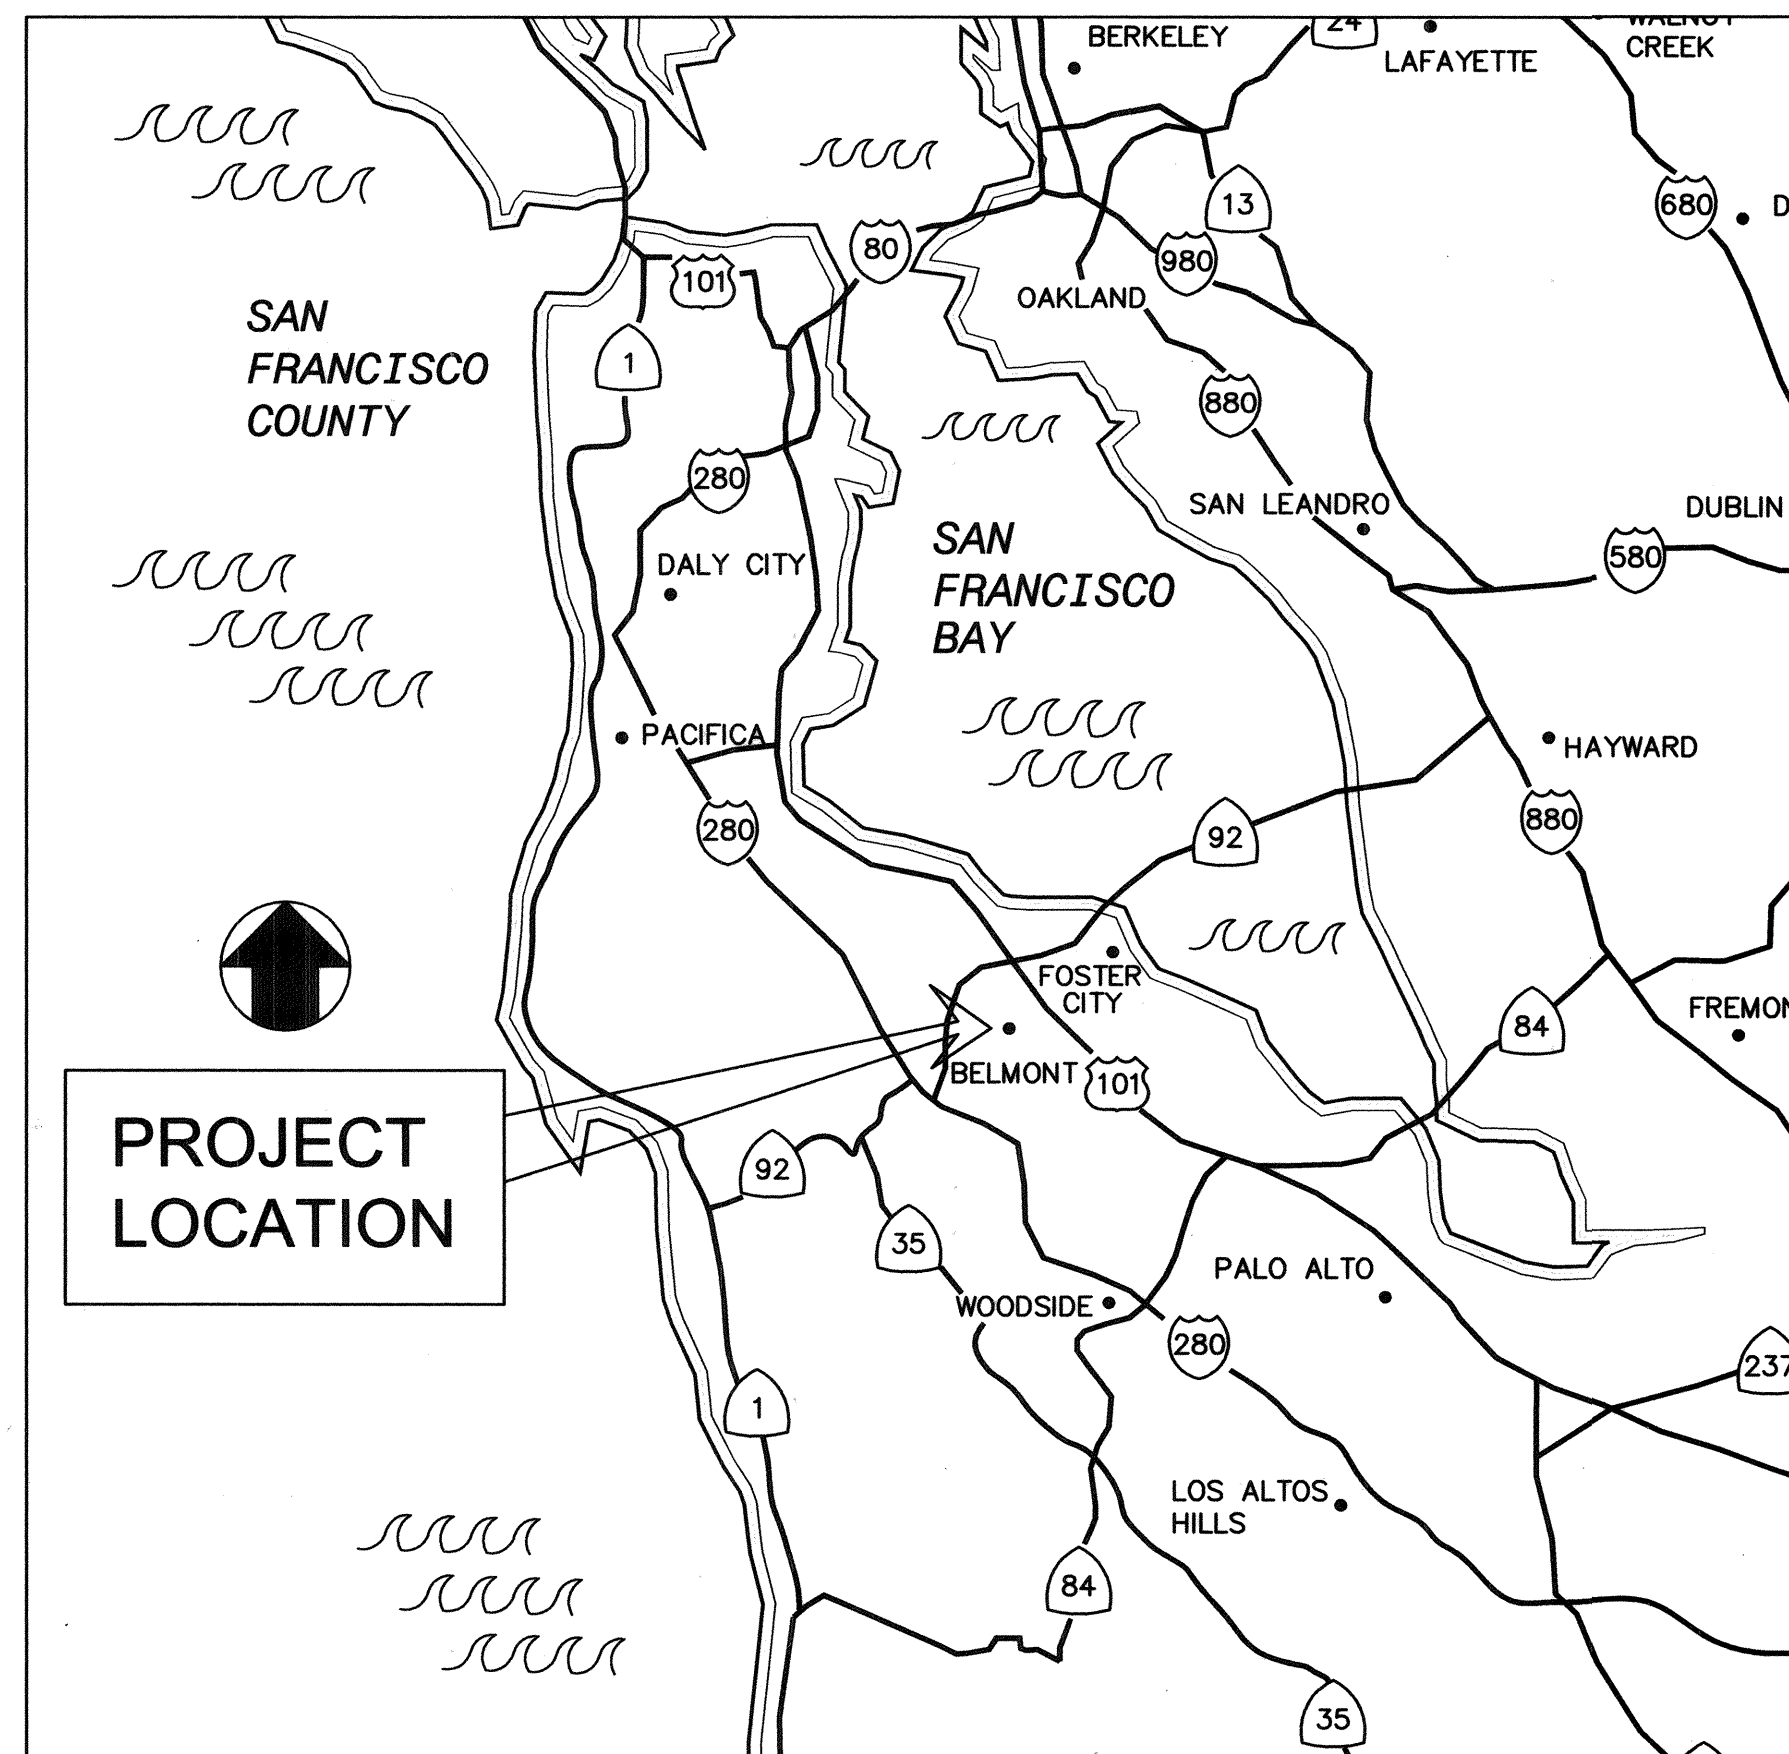 BERKELEY
24
LAFAYETTE
CREEK
13
680
80
980
101
OAKLAND
SAN
FRANCISCO
COUNTY
1
880
280
SAN LEANDRO
DUBLIN
SAN
FRANCISCO
BAY
580
DALY CITY
PACIFICA
HAYWARD
280
92
880
FOSTER
CITY
84
BELMONT
101
PROJECT
LOCATION
92
35
PALO ALTO
WOODSIDE
280
237
1
LOS ALTOS
HILLS
84
35